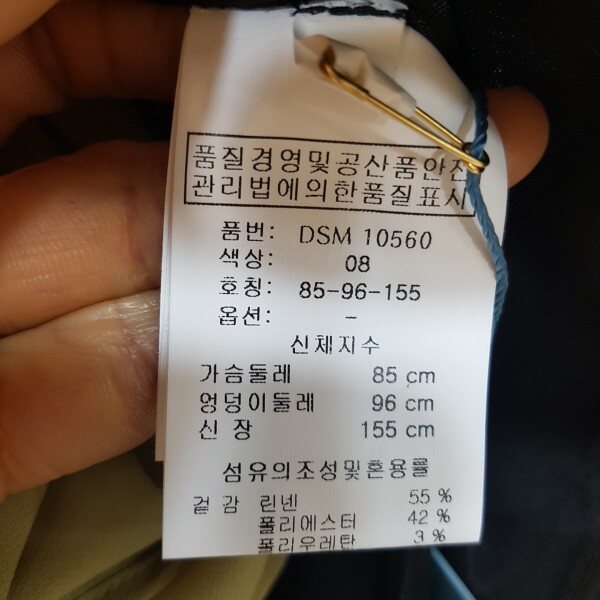 품질경영및공산품안전
관리법에의한품질표시
품번: DSM 10560
색상: 08
호칭: 85-96-155
옵션: -
신체지수
가슴둘레 85 cm
엉덩이둘레 96 cm
신 장 155 cm
섬유의조성및혼용률
겉 감 린넨 55 %
폴리에스터 42 %
폴리우레탄 3 %